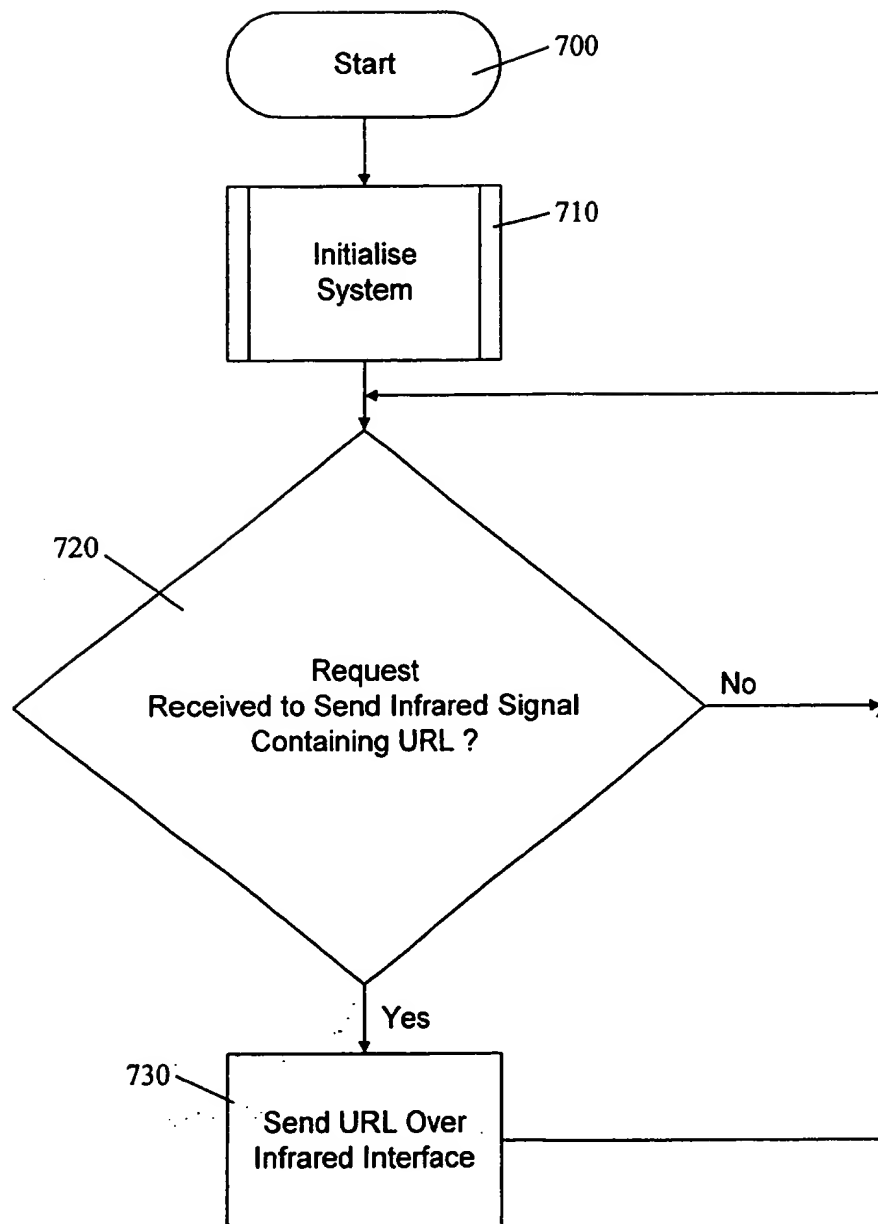 Start
700
Initialise
System
710
720
Request
Received to Send Infrared Signal
Containing URL ?
No
Yes
730
Send URL Over
Infrared Interface